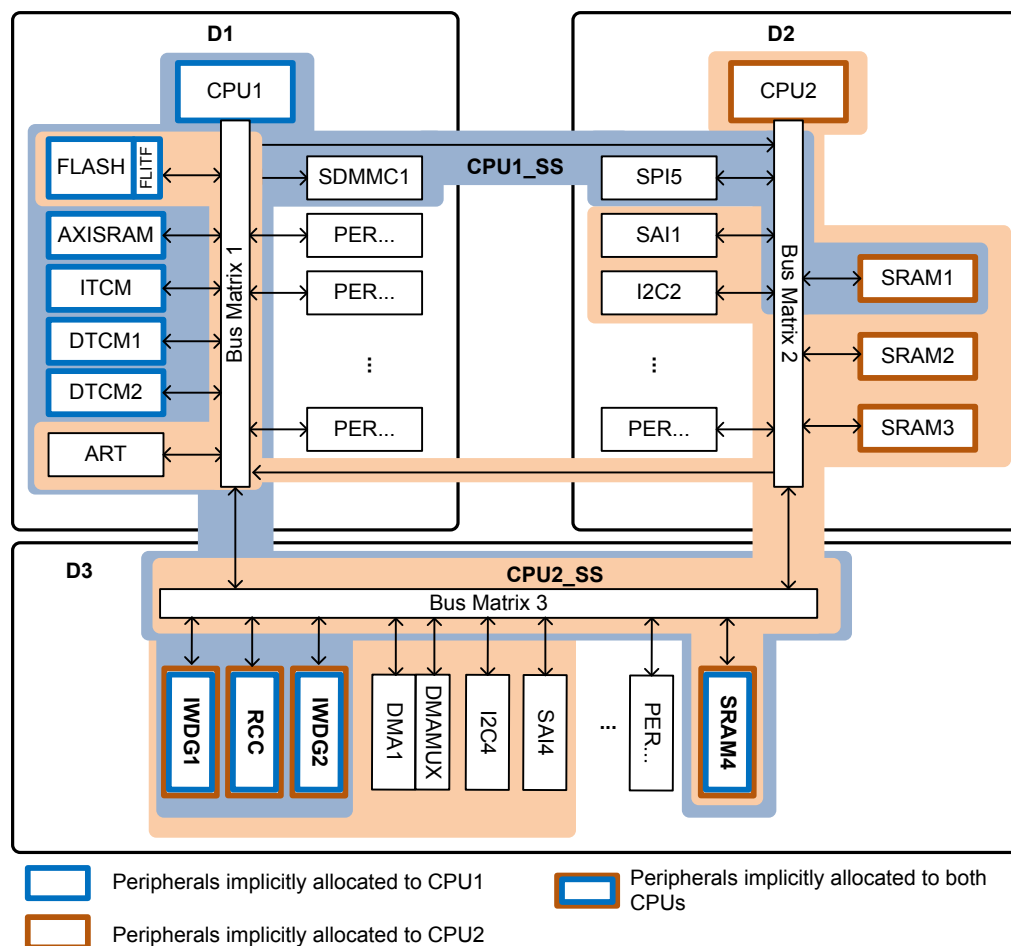 D1
D2
CPU1
CPU2
FLASH
FLITF
CPU1_SS
SDMMC1
SPI5
AXISRAM
PER...
SAI1
ITCM
PER...
I2C2
SRAM1
Bus Matrix 1
Bus Matrix 2
DTCM1
SRAM2
DTCM2
...
...
PER...
PER...
SRAM3
ART
D3
CPU2_SS
Bus Matrix 3
IWDG1
RCC
IWDG2
DMA1
DMAMUX
I2C4
SAI4
...
PER...
SRAM4
Peripherals implicitly allocated to CPU1
Peripherals implicitly allocated to both
CPUs
Peripherals implicitly allocated to CPU2